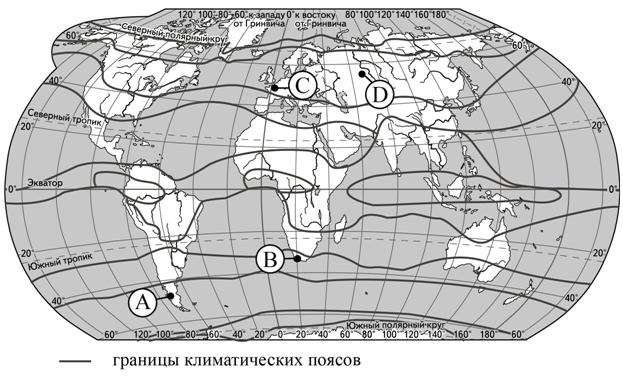 120° 100° 80° 60° к западу 0° к востоку 80° 100° 120° 140° 160° 180°
от Гринвича от Гринвича
Северный полярный круг
60° 60°
40° 40°
C
D
Северный тропик
20° 20°
Экватор
0° 0°
20° 20°
Южный тропик
B
A
40° 40°
Южный полярный круг
60° 120° 100° 80° 60° 40° 20° 0° 20° 40° 60° 80° 100° 120° 140° 160° 180° 60°
границы климатических поясов